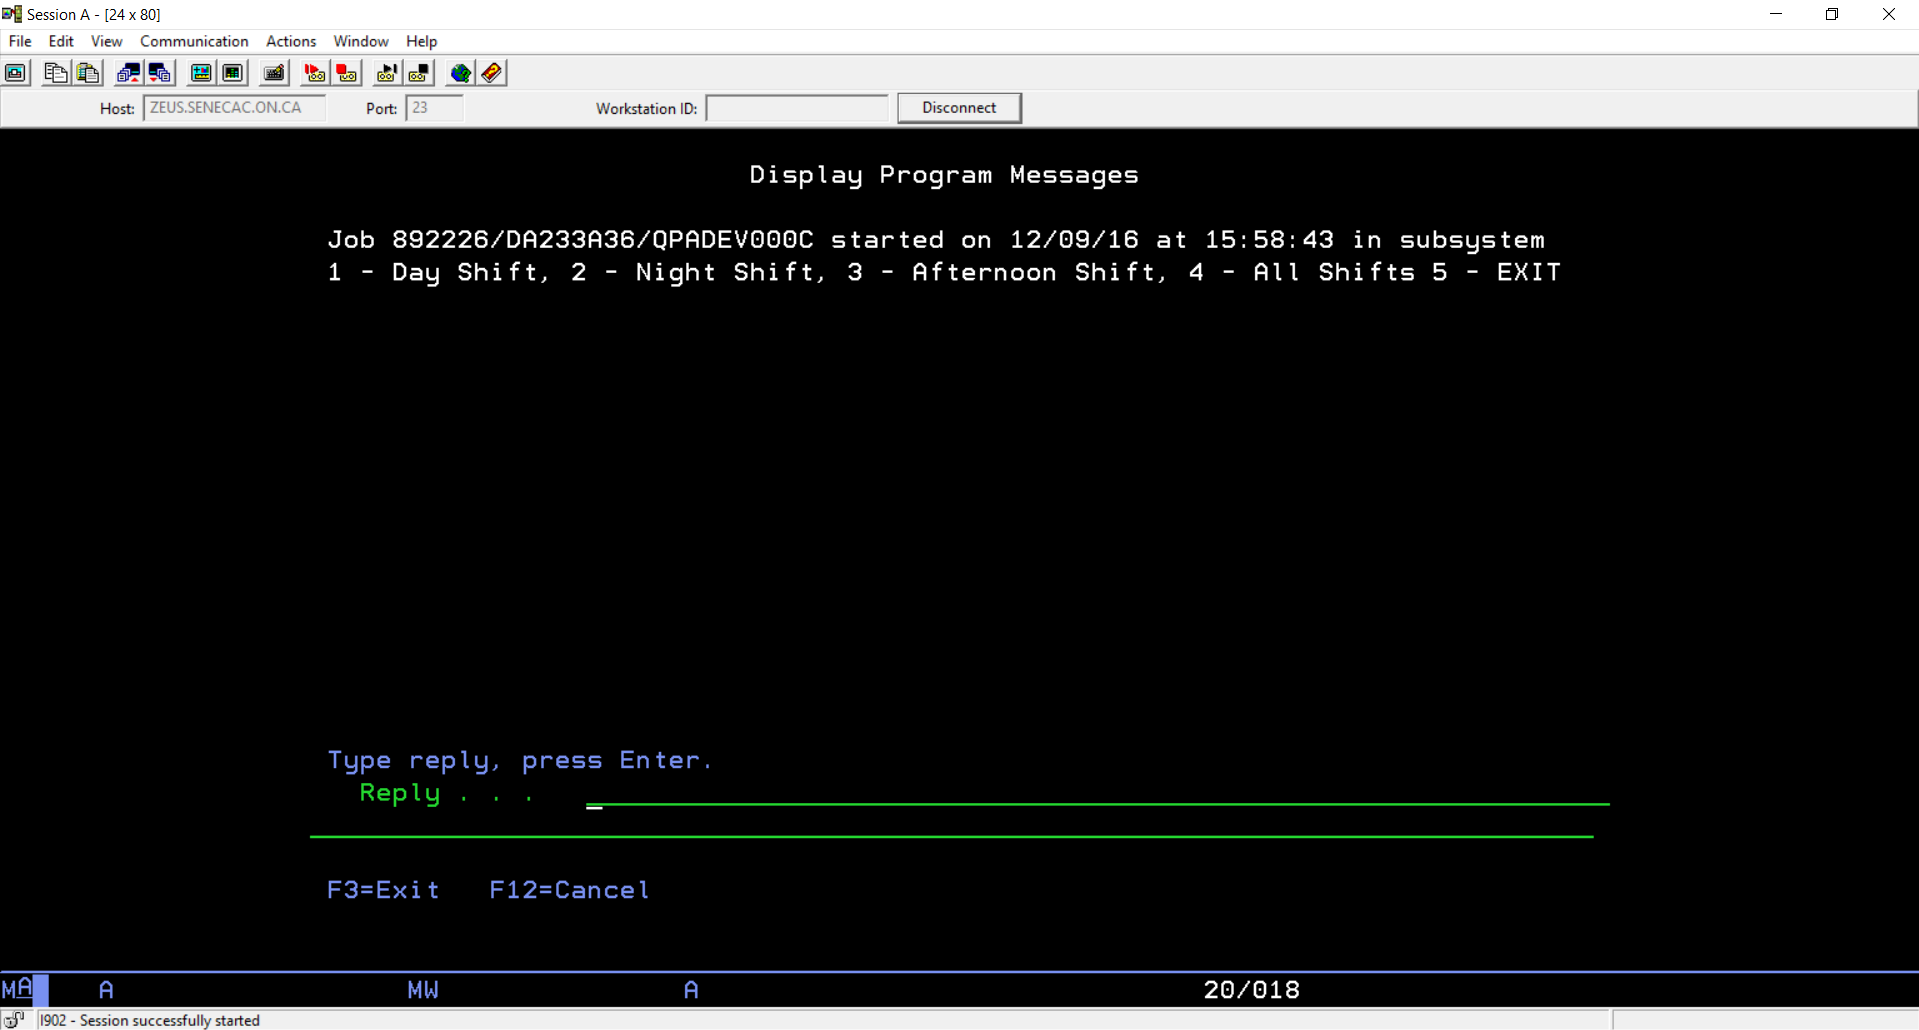 Session A - [24 x 80]
File Edit View Communication Actions Window Help
Host: ZEUS.SENECAC.ON.CA Port: 23 Workstation ID: Disconnect
Display Program Messages
Job 892226/DA233A36/QPADEV000C started on 12/09/16 at 15:58:43 in subsystem
1 - Day Shift, 2 - Night Shift, 3 - Afternoon Shift, 4 - All Shifts 5 - EXIT
Type reply, press Enter.
Reply . . .
F3=Exit F12=Cancel
MA A MW A 20/018
I902 - Session successfully started